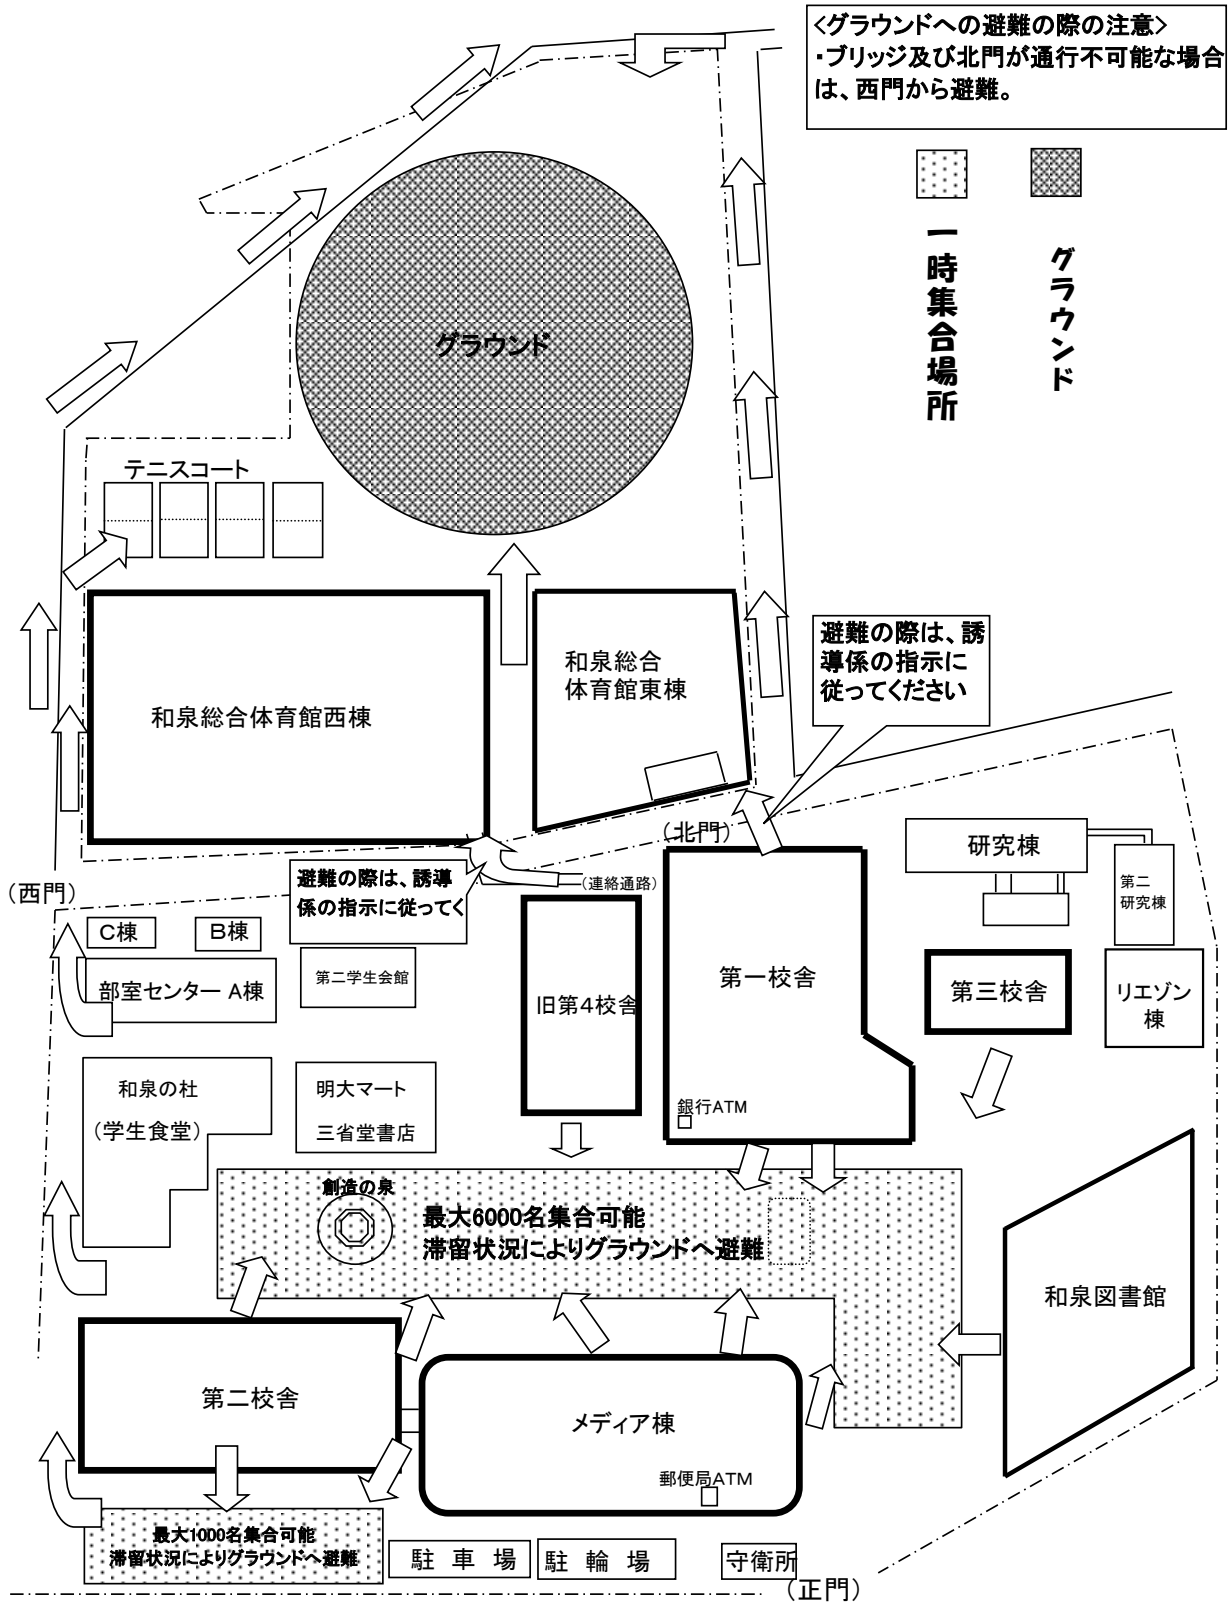 <グラウンドへの避難の際の注意>
・ブリッジ及び北門が通行不可能な場合
は、西門から避難。
一時集合場所
グラウンド
グラウンド
テニスコート
和泉総合体育館西棟
和泉総合
体育館東棟
避難の際は、誘
導係の指示に
従ってください
(北門)
研究棟
第二
研究棟
(西門)
避難の際は、誘導
係の指示に従ってく
(連絡通路)
C棟
B棟
部室センター A棟
第二学生会館
旧第4校舎
第一校舎
第三校舎
リエゾン
棟
和泉の杜
(学生食堂)
明大マート
三省堂書店
銀行ATM
創造の泉
最大6000名集合可能
滞留状況によりグラウンドへ避難
和泉図書館
第二校舎
メディア棟
郵便局ATM
最大1000名集合可能
滞留状況によりグラウンドへ避難
駐 車 場
駐 輪 場
守衛所
(正門)